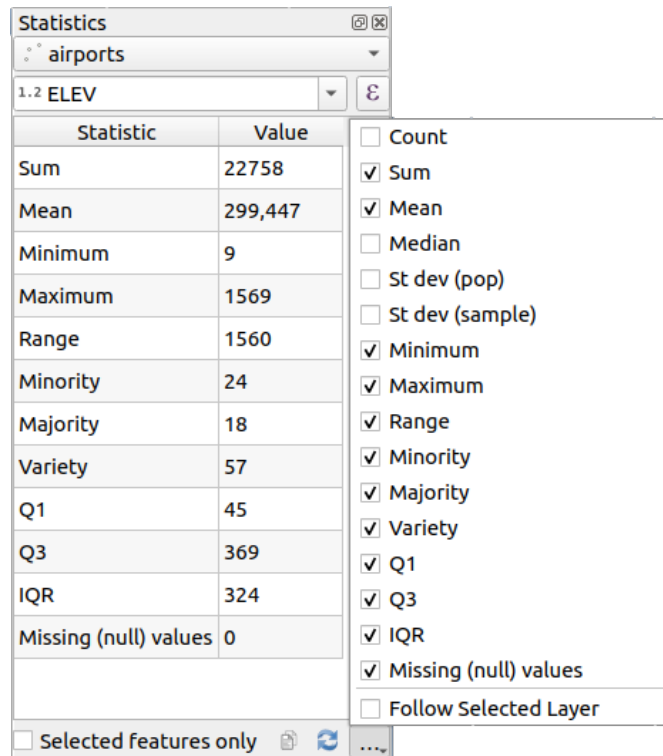 Statistics
airports
1.2 ELEV
ε
Statistic Value
Sum 22758
Mean 299,447
Minimum 9
Maximum 1569
Range 1560
Minority 24
Majority 18
Variety 57
Q1 45
Q3 369
IQR 324
Missing (null) values 0
Selected features only
...
Count
Sum
Mean
Median
St dev (pop)
St dev (sample)
Minimum
Maximum
Range
Minority
Majority
Variety
Q1
Q3
IQR
Missing (null) values
Follow Selected Layer